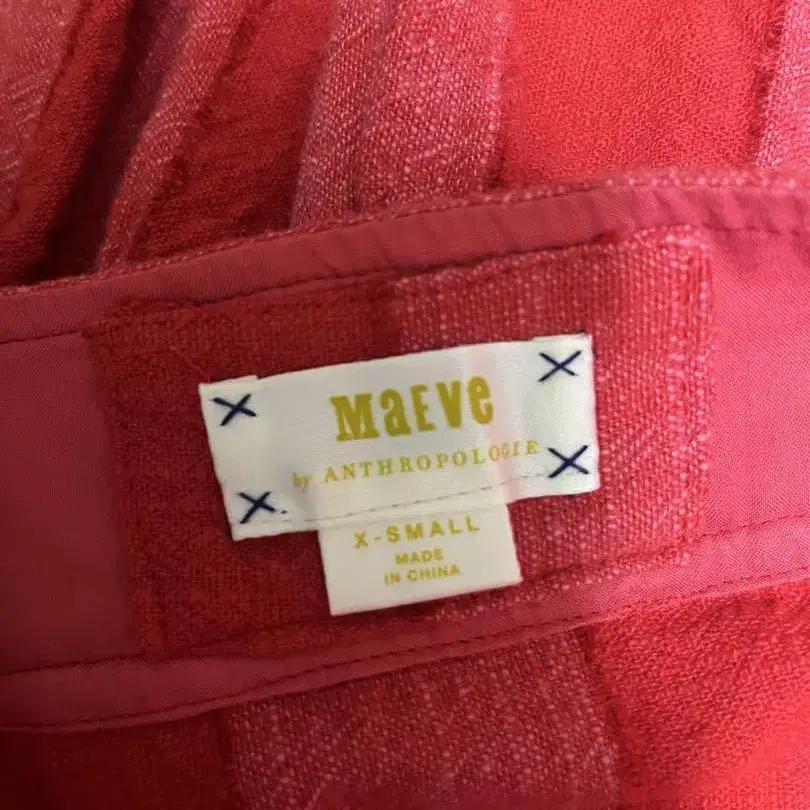 Maeve
by ANTHROPOLOGIE
X-SMALL
MADE
IN CHINA